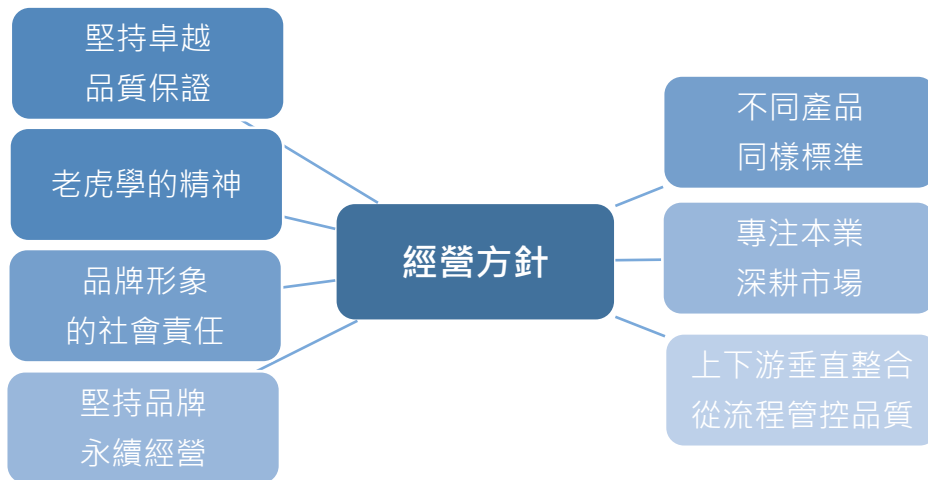 堅持卓越
品質保證
老虎學的精神
品牌形象
的社會責任
堅持品牌
永續經營
經營方針
不同產品
同樣標準
專注本業
深耕市場
上下游垂直整合
從流程管控品質